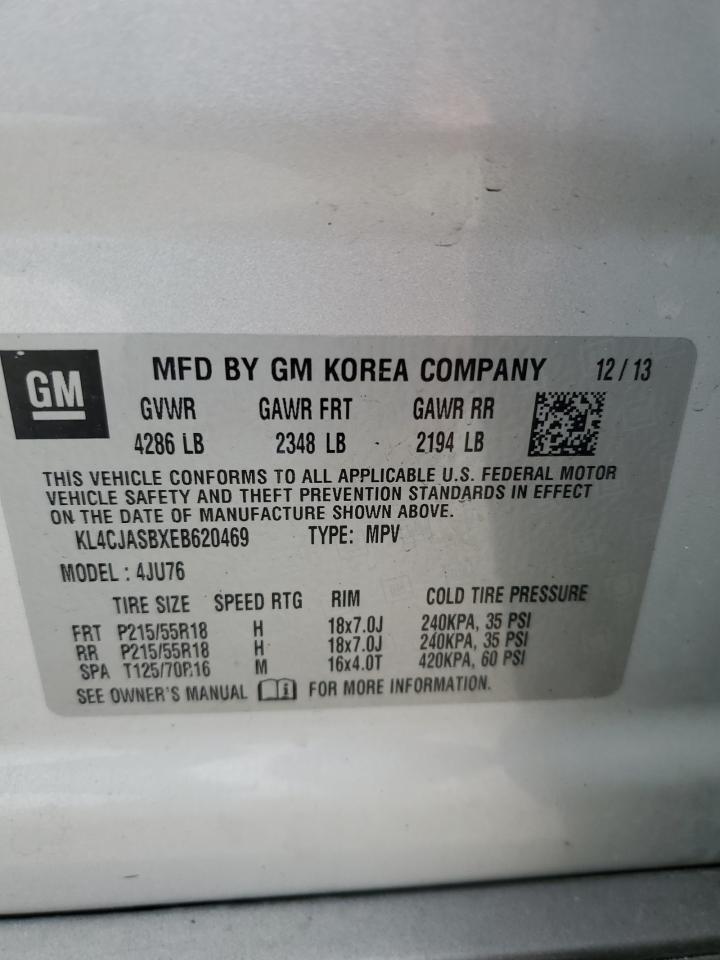 GM
MFD BY GM KOREA COMPANY 12/13
GVWR GAWR FRT GAWR RR
4286 LB 2348 LB 2194 LB
THIS VEHICLE CONFORMS TO ALL APPLICABLE U.S. FEDERAL MOTOR
VEHICLE SAFETY AND THEFT PREVENTION STANDARDS IN EFFECT
ON THE DATE OF MANUFACTURE SHOWN ABOVE.
KL4CJASBXEB620469 TYPE: MPV
MODEL : 4JU76
TIRE SIZE SPEED RTG RIM COLD TIRE PRESSURE
FRT P215/55R18 H 18x7.0J 240KPA, 35 PSI
RR P215/55R18 H 18x7.0J 240KPA, 35 PSI
SPA T125/70R16 M 16x4.0T 420KPA, 60 PSI
SEE OWNER'S MANUAL i FOR MORE INFORMATION.